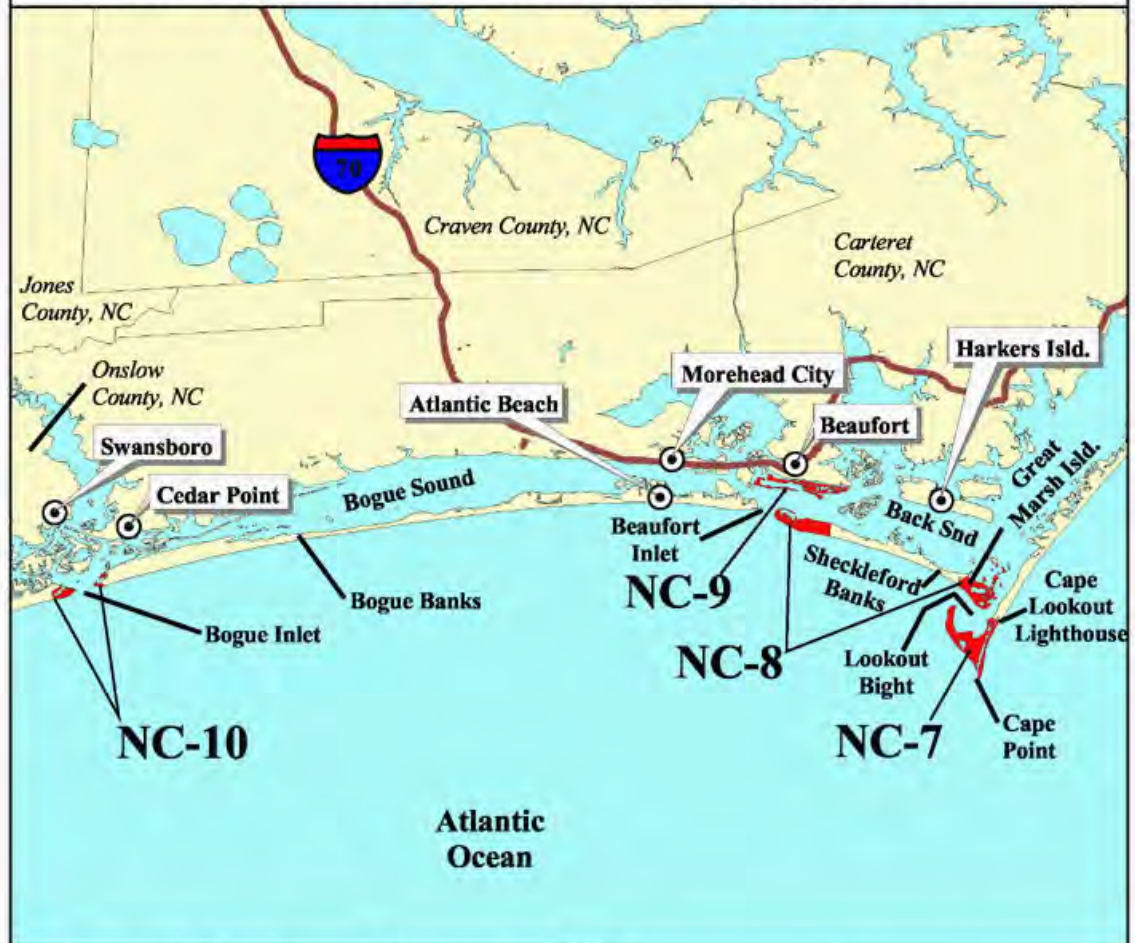 70
Craven County, NC
Carteret
County, NC
Jones
County, NC
Onslow
County, NC
Harkers Isld.
Morehead City
Atlantic Beach
Beaufort
Swansboro
Cedar Point
Bogue Sound
Great
Marsh Isld.
Back Snd
Beaufort
Inlet
Sheckleford
Banks
NC-9
Cape
Lookout
Lighthouse
Bogue Banks
Bogue Inlet
NC-8
Lookout
Bight
NC-10
NC-7
Cape
Point
Atlantic
Ocean